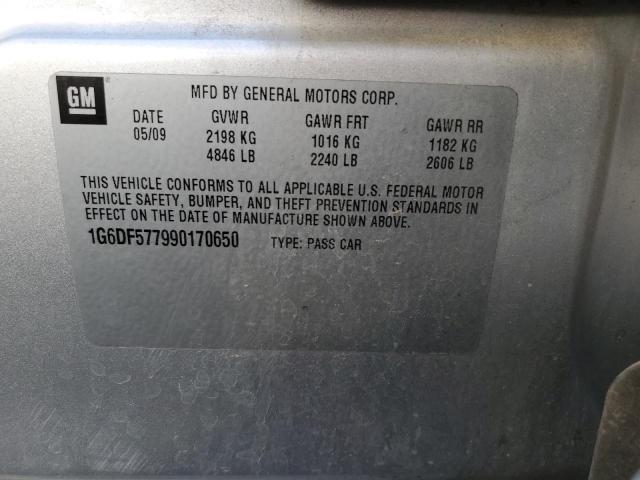 GM
MFD BY GENERAL MOTORS CORP.
DATE GVWR GAWR FRT GAWR RR
05/09 2198 KG 1016 KG 1182 KG
4846 LB 2240 LB 2606 LB
THIS VEHICLE CONFORMS TO ALL APPLICABLE U.S. FEDERAL MOTOR
VEHICLE SAFETY, BUMPER, AND THEFT PREVENTION STANDARDS IN
EFFECT ON THE DATE OF MANUFACTURE SHOWN ABOVE.
1G6DF577990170650 TYPE: PASS CAR